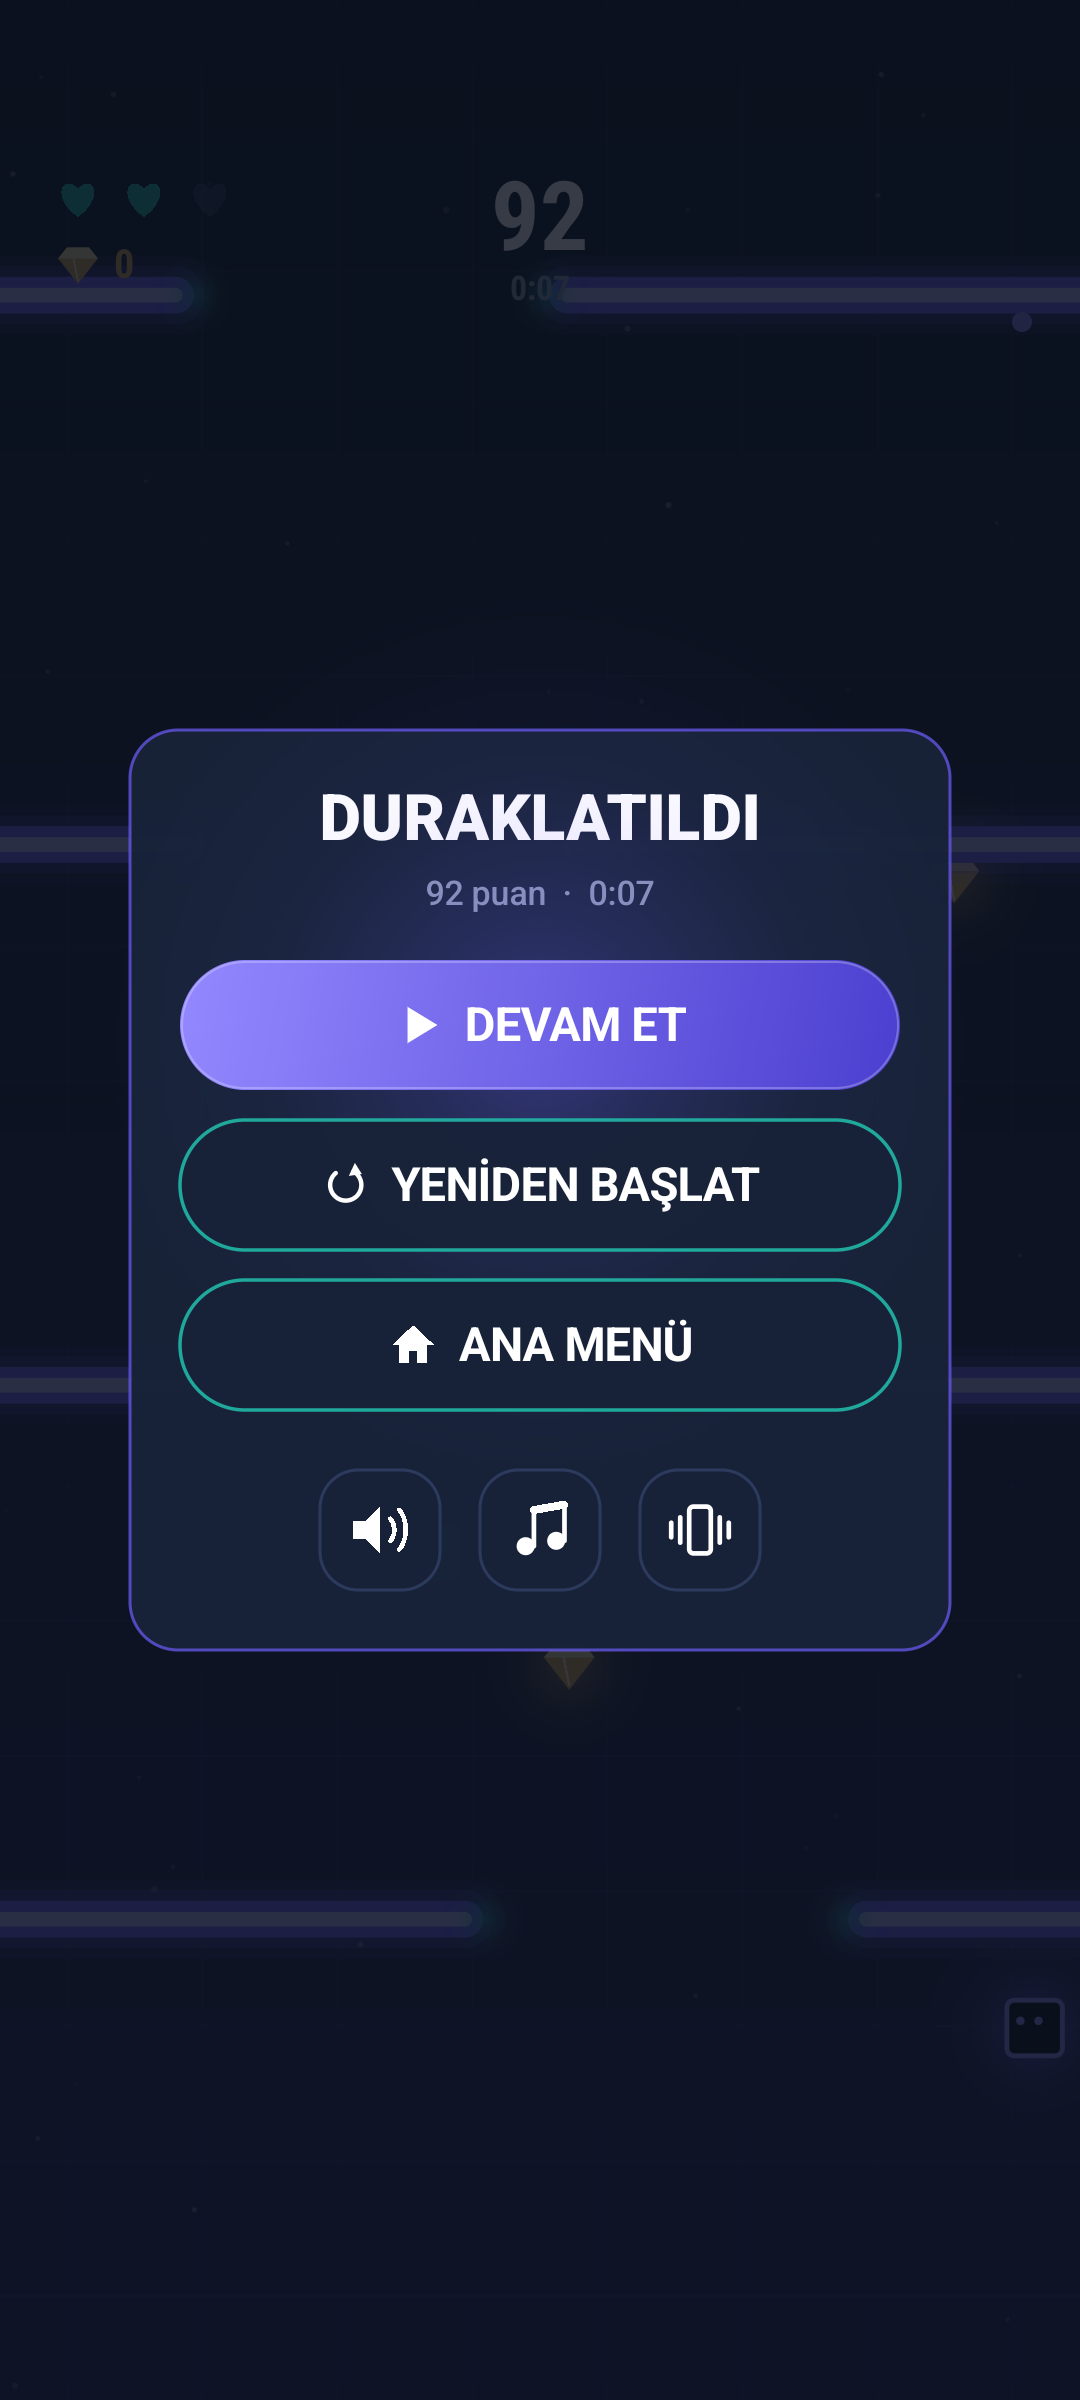 92
0
0:07
DURAKLATILDI
92 puan · 0:07
DEVAM ET
YENİDEN BAŞLAT
ANA MENÜ